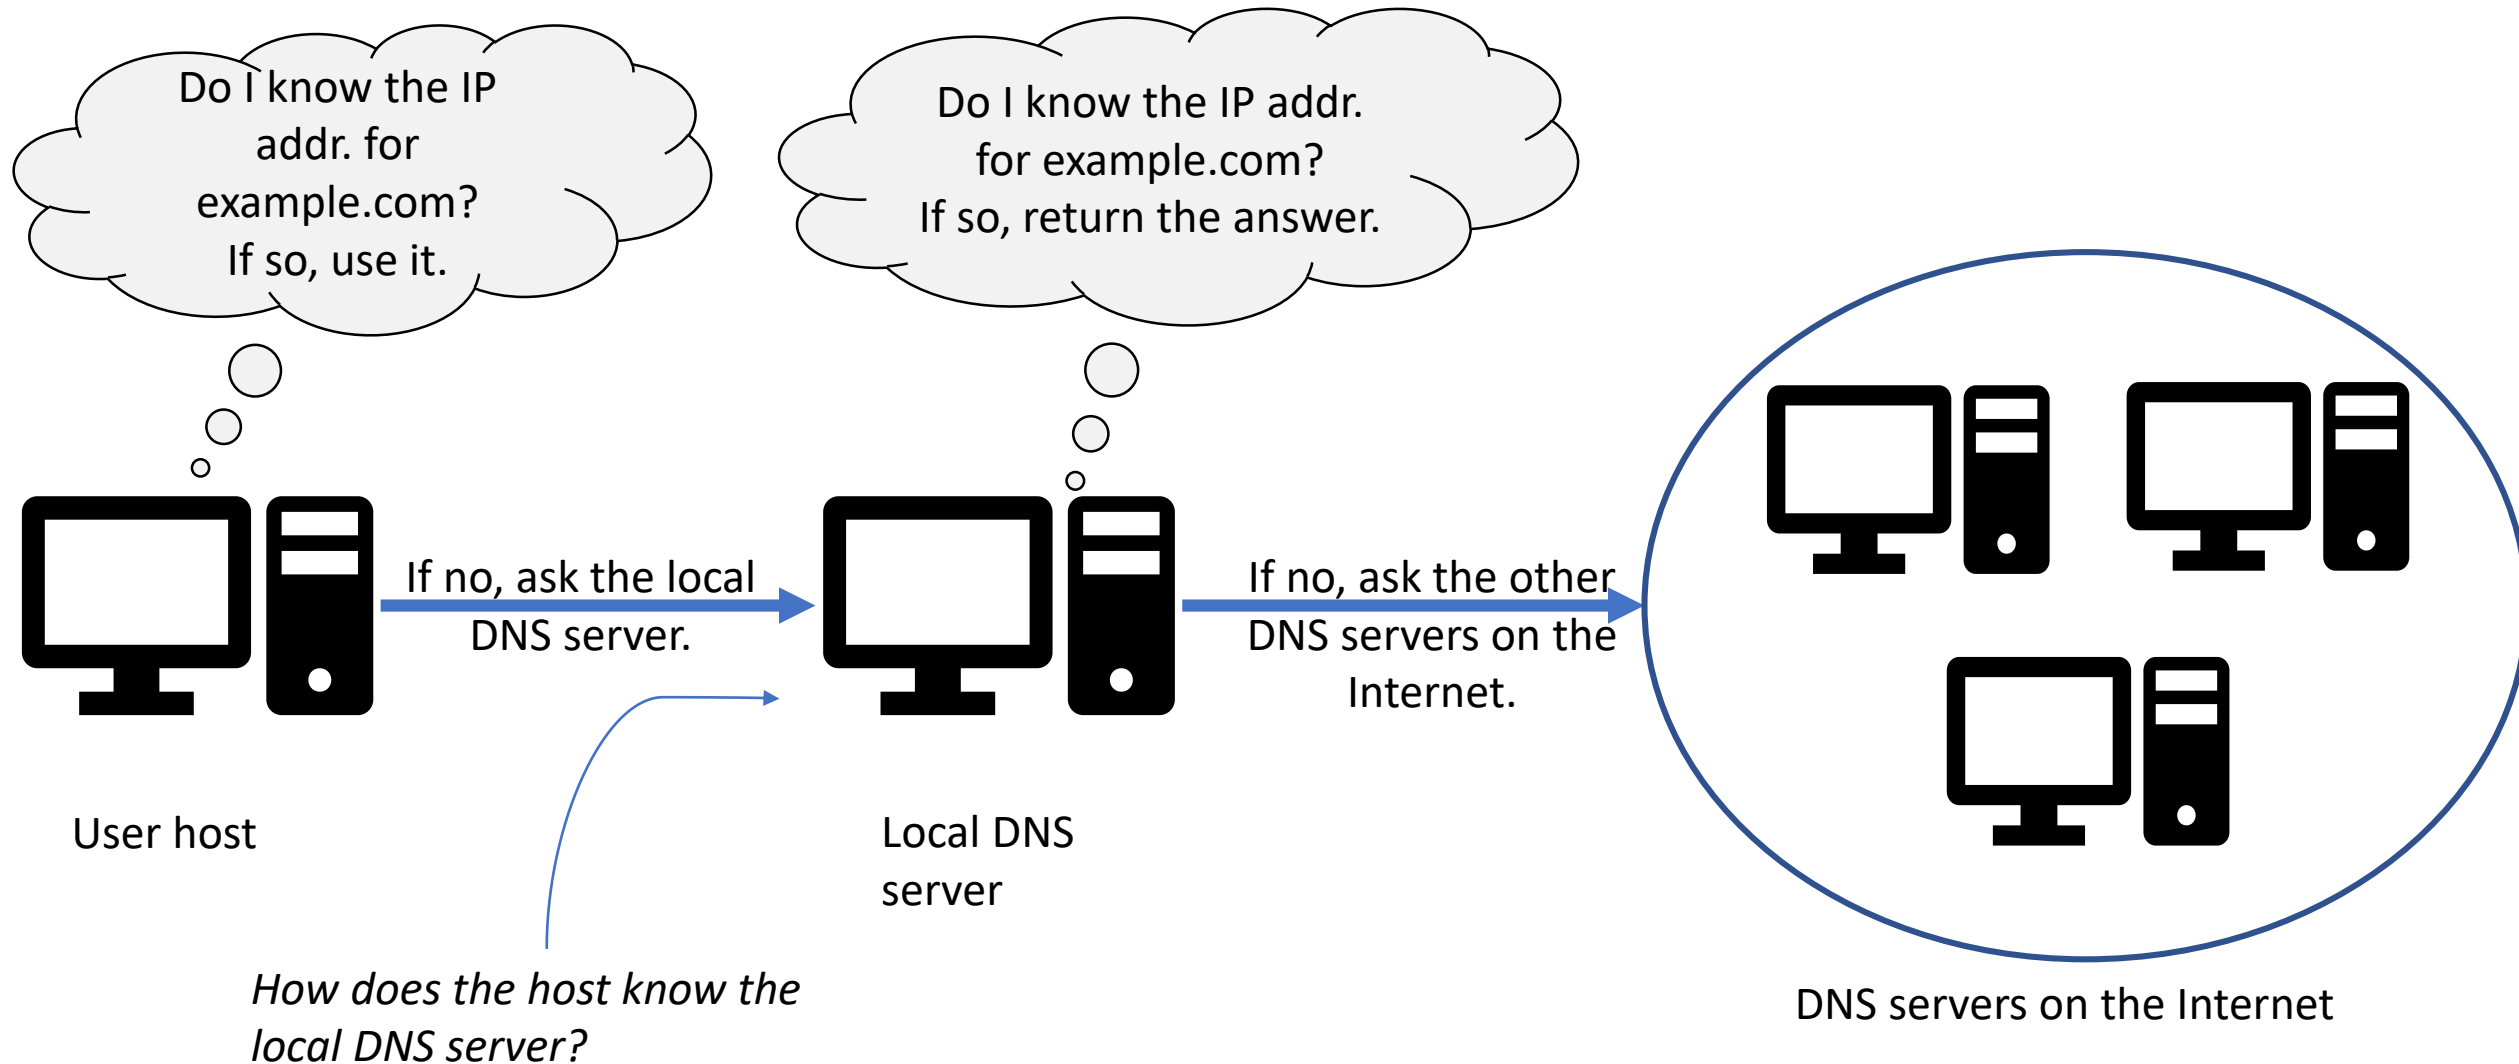 Do I know the IP
addr. for
example.com?
If so, use it.
Do I know the IP addr.
for example.com?
If so, return the answer.
If no, ask the local
DNS server.
If no, ask the other
DNS servers on the
Internet.
User host
Local DNS
server
How does the host know the
local DNS server?
DNS servers on the Internet